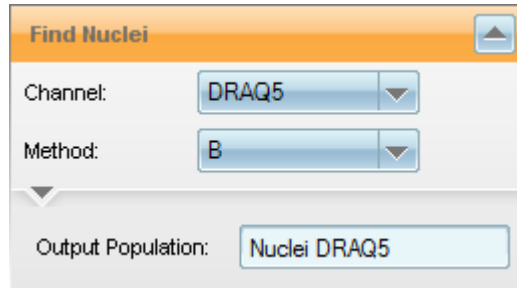 Find Nuclei
Channel: DRAQ5
Method: B
Output Population: Nuclei DRAQ5